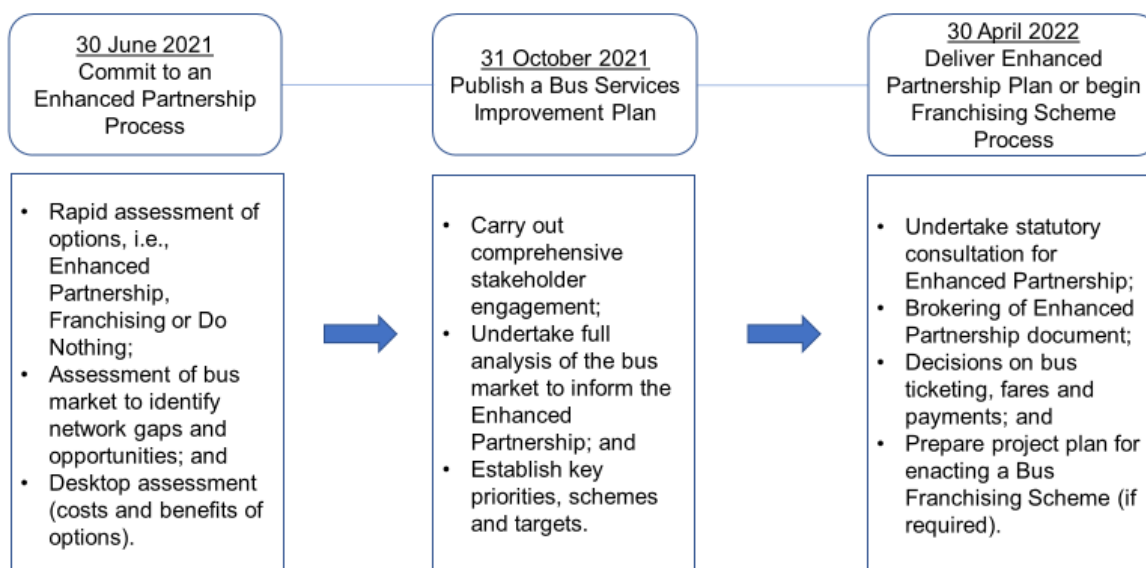 30 June 2021
Commit to an
Enhanced Partnership
Process
31 October 2021
Publish a Bus Services
Improvement Plan
30 April 2022
Deliver Enhanced
Partnership Plan or begin
Franchising Scheme
Process
• Rapid assessment of
options, i.e.,
Enhanced
Partnership,
Franchising or Do
Nothing;
• Assessment of bus
market to identify
network gaps and
opportunities; and
• Desktop assessment
(costs and benefits of
options).
• Carry out
comprehensive
stakeholder
engagement;
• Undertake full
analysis of the bus
market to inform the
Enhanced
Partnership; and
• Establish key
priorities, schemes
and targets.
• Undertake statutory
consultation for
Enhanced Partnership;
• Brokering of Enhanced
Partnership document;
• Decisions on bus
ticketing, fares and
payments; and
• Prepare project plan for
enacting a Bus
Franchising Scheme (if
required).